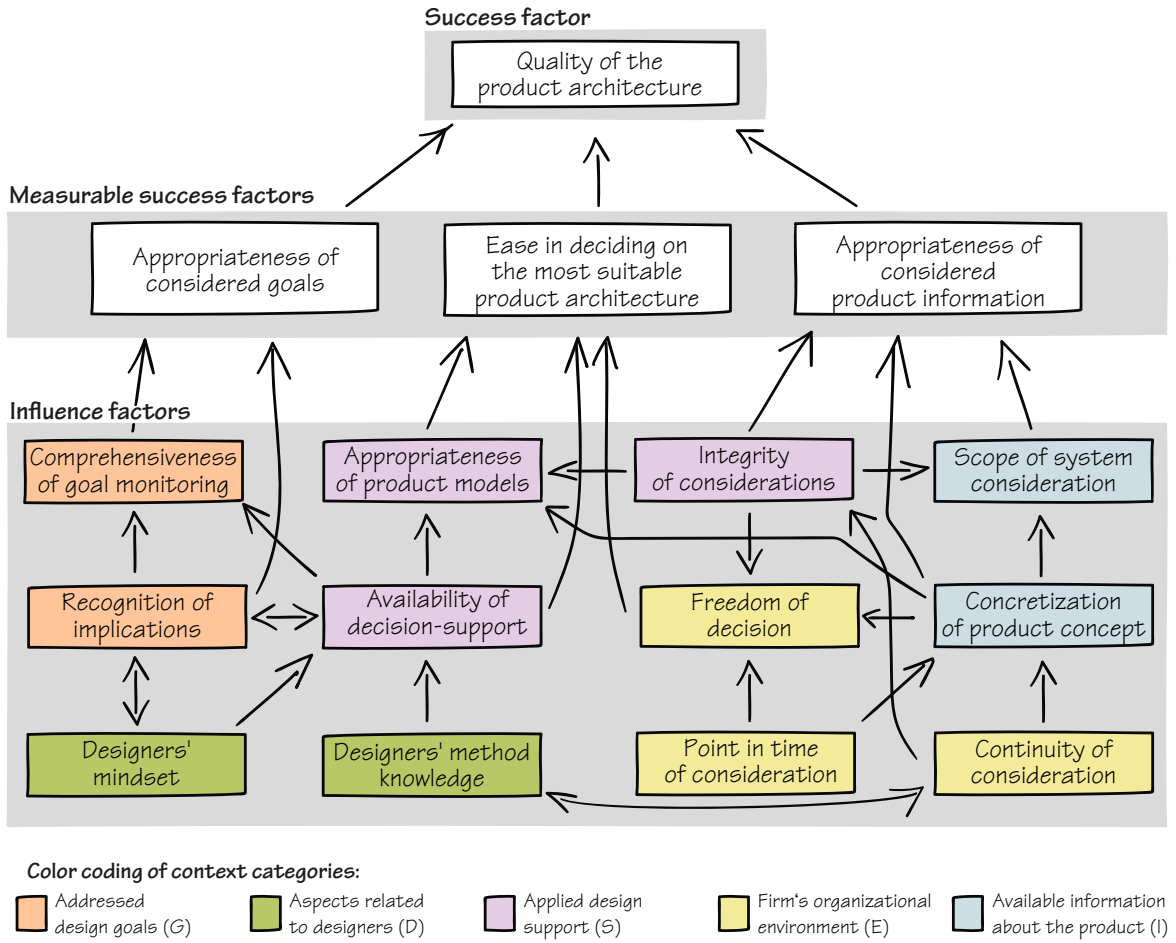 Success factor
Quality of the
product architecture
Measurable success factors
Appropriateness of
considered goals
Ease in deciding on
the most suitable
product architecture
Appropriateness of
considered
product information
Influence factors
Comprehensiveness
of goal monitoring
Appropriateness
of product models
Integrity
of considerations
Scope of system
consideration
Recognition of
implications
Availability of
decision-support
Freedom of
decision
Concretization
of product concept
Designers'
mindset
Designers' method
knowledge
Point in time
of consideration
Continuity of
consideration
Color coding of context categories:
Addressed
design goals (G)
Aspects related
to designers (D)
Applied design
support (S)
Firm‘s organizational
environment (E)
Available information
about the product (I)